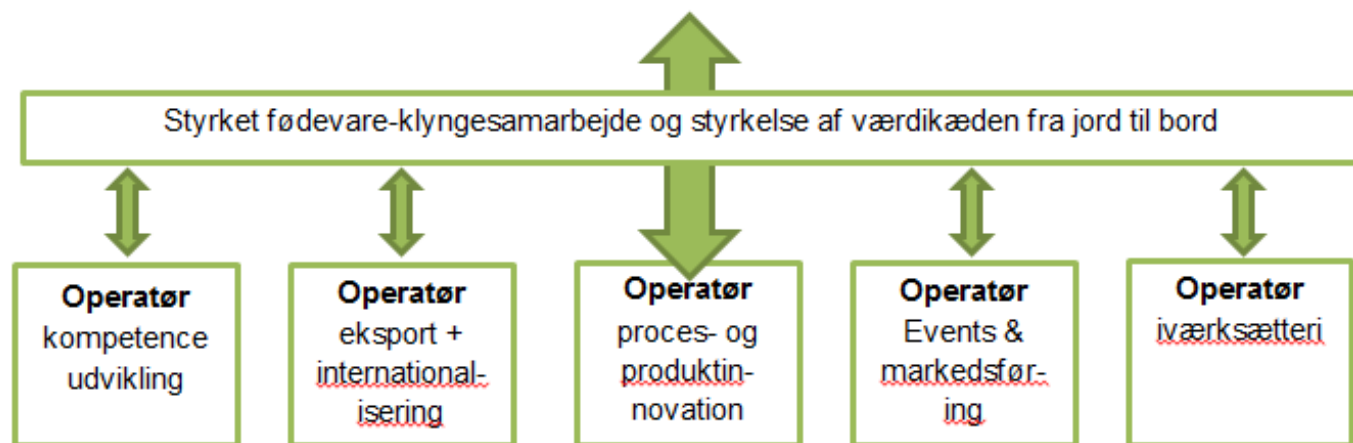 Styrket fødevare-klyngesamarbejde og styrkelse af værdikæden fra jord til bord
Operatør
kompetence
udvikling
Operatør
eksport +
international-
isering
Operatør
proces- og
produktin-
novation
Operatør
Events &
markedsfør-
ing
Operatør
iværksætteri